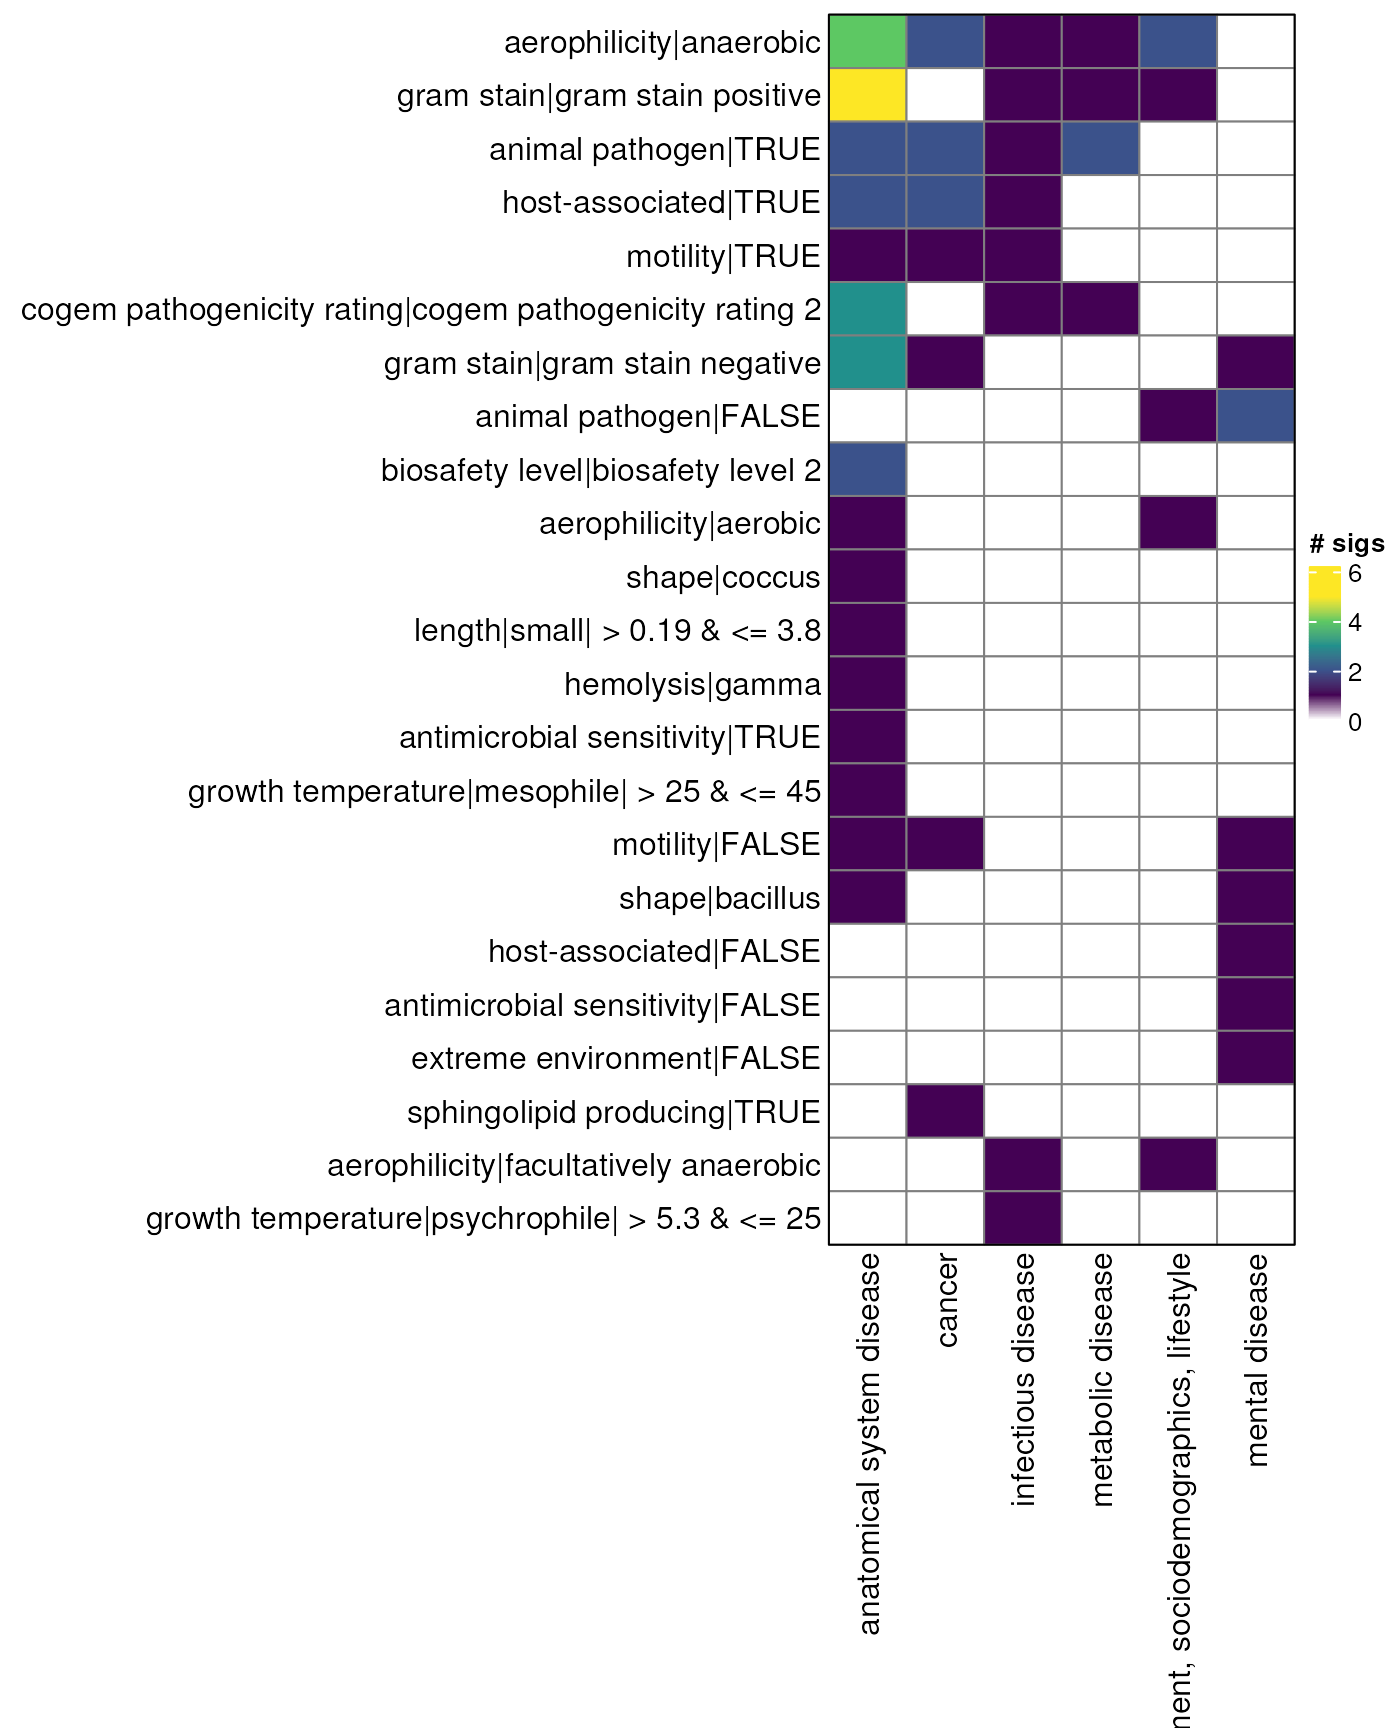 aerophilicity|anaerobic
gram stain|gram stain positive
animal pathogen|TRUE
host-associated|TRUE
motility|TRUE
cogem pathogenicity rating|cogem pathogenicity rating 2
gram stain|gram stain negative
animal pathogen|FALSE
biosafety level|biosafety level 2
aerophilicity|aerobic
shape|coccus
length|small| > 0.19 & <= 3.8
hemolysis|gamma
antimicrobial sensitivity|TRUE
growth temperature|mesophile| > 25 & <= 45
motility|FALSE
shape|bacillus
host-associated|FALSE
antimicrobial sensitivity|FALSE
extreme environment|FALSE
sphingolipid producing|TRUE
aerophilicity|facultatively anaerobic
growth temperature|psychrophile| > 5.3 & <= 25
# sigs
6
4
2
0
anatomical system disease
cancer
infectious disease
metabolic disease
nent, sociodemographics, lifestyle
mental disease